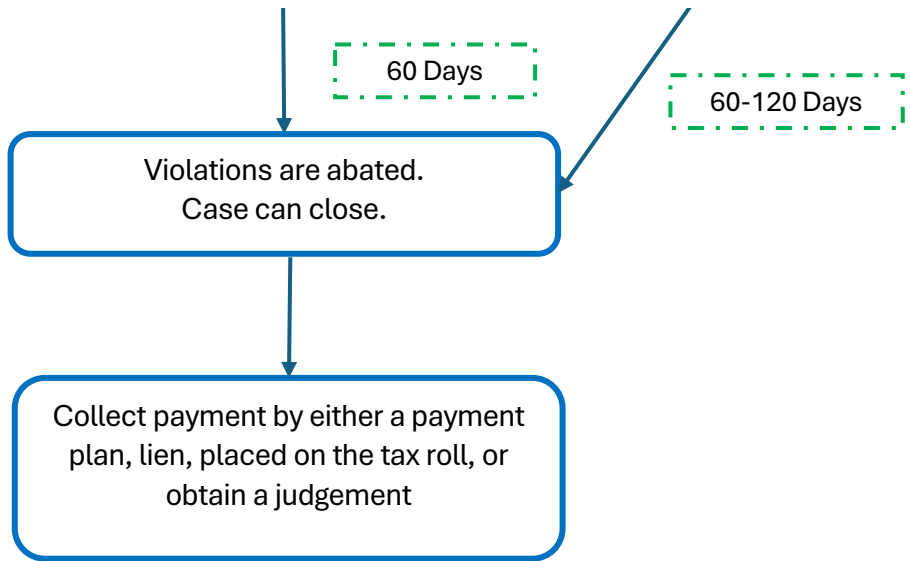 60 Days
60-120 Days
Violations are abated.
Case can close.
Collect payment by either a payment
plan, lien, placed on the tax roll, or
obtain a judgement